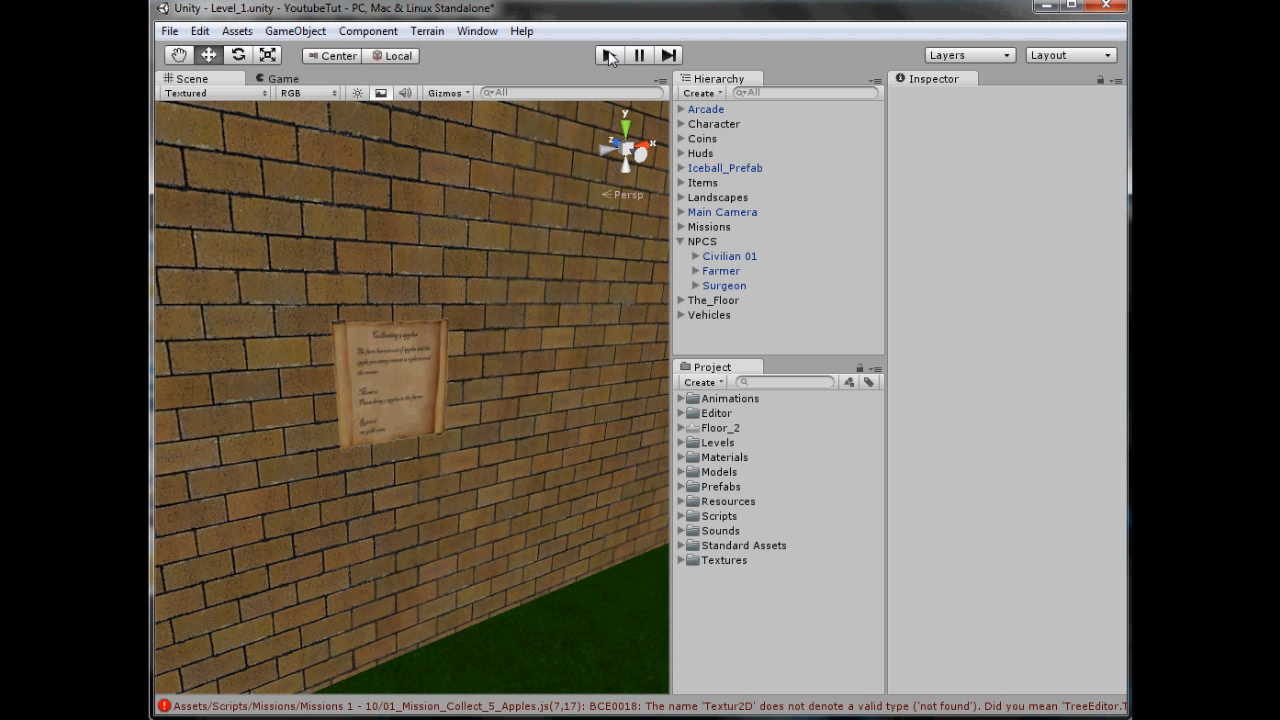 Unity - Level_1.unity - YoutubeTut - PC, Mac & Linux Standalone*
File Edit Assets GameObject Component Terrain Window Help
Center Local Layers Layout
Scene Game
Textured RGB Gizmos All
y
z x
Persp
Collecting 5 apples
Hierarchy
Create All
Arcade
Character
Coins
Huds
Iceball_Prefab
Items
Landscapes
Main Camera
Missions
NPCS
Civilian 01
Farmer
Surgeon
The_Floor
Vehicles
Project
Create
Animations
Editor
Floor_2
Levels
Materials
Models
Prefabs
Resources
Scripts
Sounds
Standard Assets
Textures
Inspector
Assets/Scripts/Missions/Missions 1 - 10/01_Mission_Collect_5_Apples.js(7,17): BCE0018: The name 'Textur2D' does not denote a valid type ('not found'). Did you mean 'TreeEditor.T